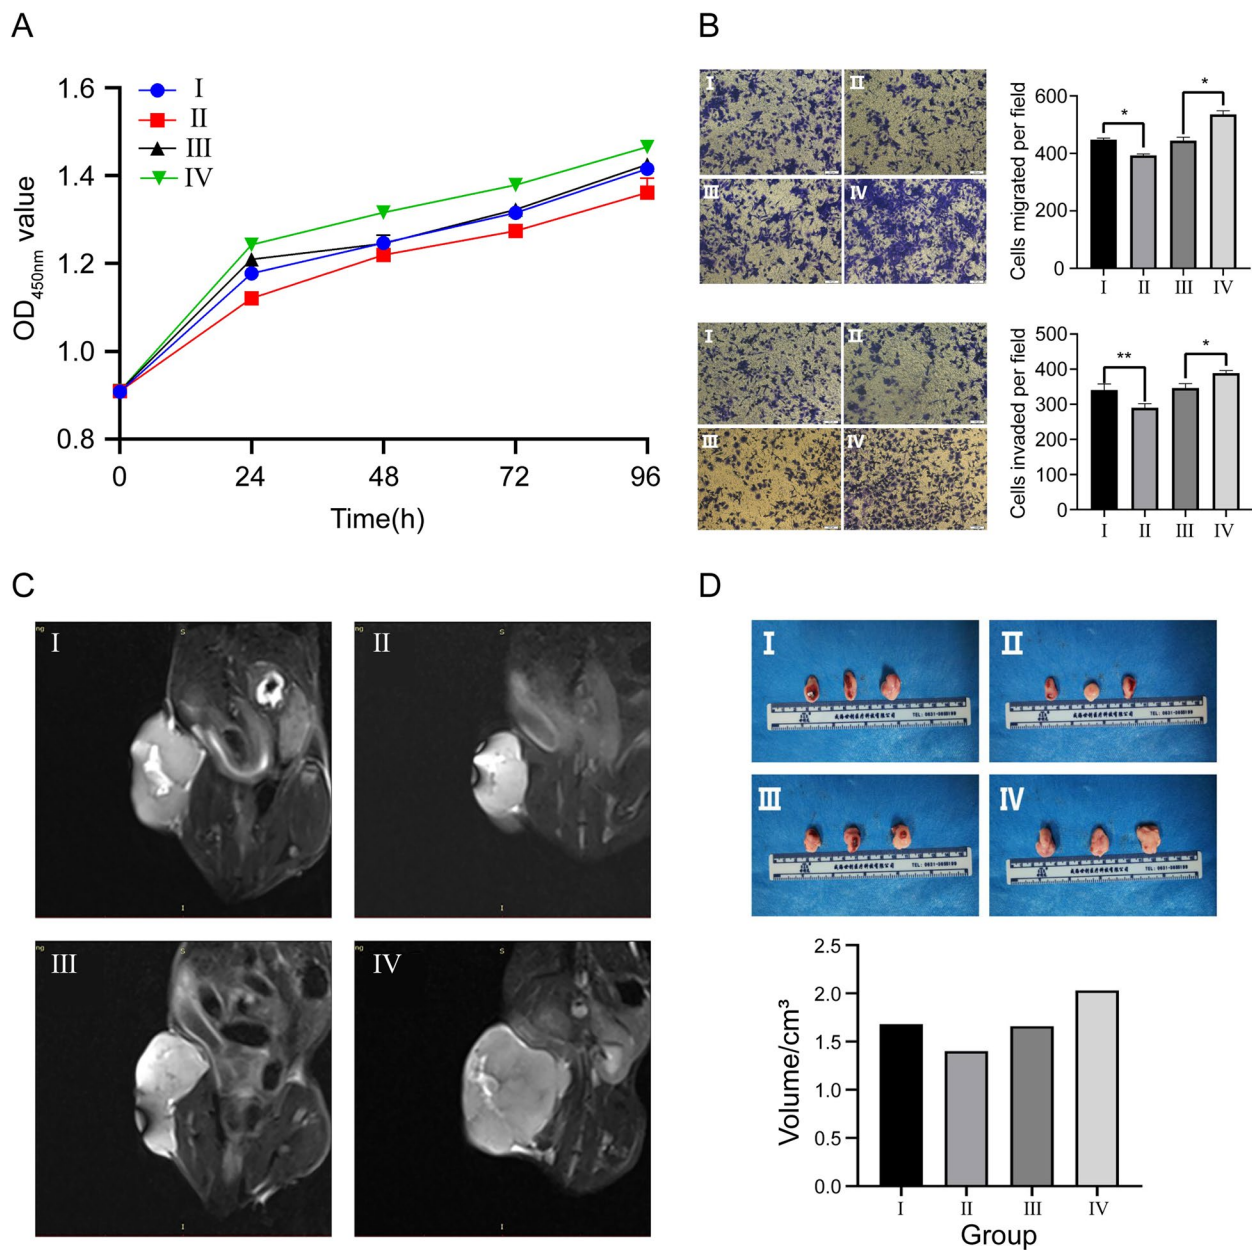 A
OD450nm value
1.6
1.4
1.2
1.0
0.8
I
II
III
IV
0
24
48
72
96
Time(h)
B
I
II
III
IV
Cells migrated per field
600
400
200
0
*
*
I
II
III
IV
I
II
III
IV
Cells invaded per field
500
400
300
200
100
0
**
*
I
II
III
IV
C
I
S
I
II
S
I
III
S
I
IV
S
I
D
I
II
III
IV
Volume/cm³
2.5
2.0
1.5
1.0
0.5
0.0
I
II
III
IV
Group